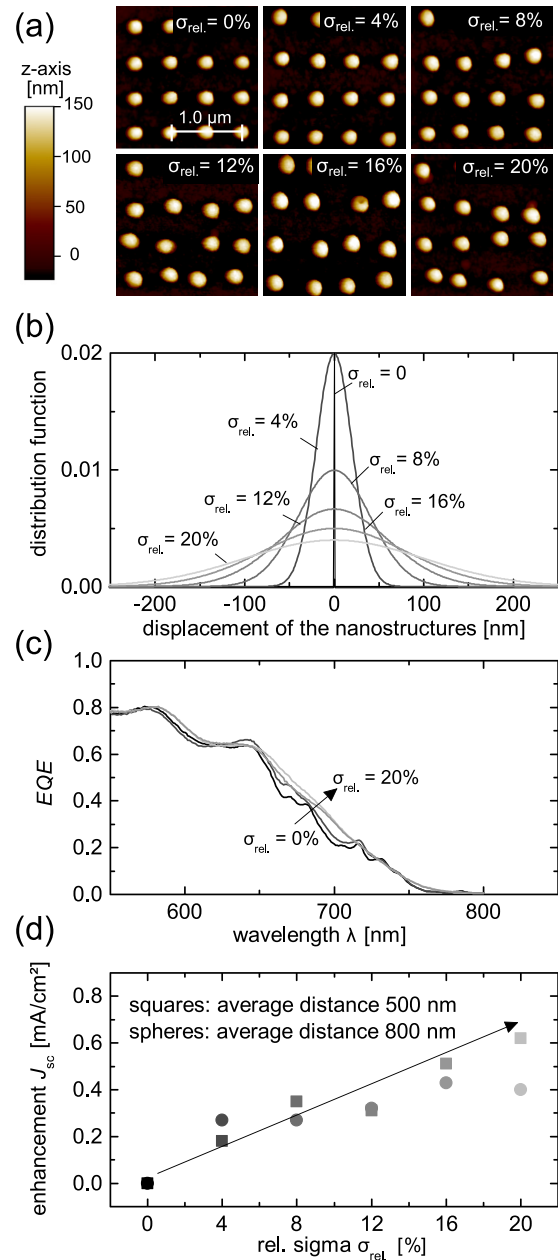 (a)
z-axis
[nm]
150
100
50
0
σrel.= 0%
σrel.= 4%
σrel.= 8%
1.0 µm
σrel.= 12%
σrel.= 16%
σrel.= 20%
(b)
distribution function
0.02
0.01
0.00
σrel. = 0
σrel. = 4%
σrel. = 8%
σrel. = 12%
σrel. = 16%
σrel. = 20%
-200 -100 0 100 200
displacement of the nanostructures [nm]
(c)
EQE
1.0
0.8
0.6
0.4
0.2
0.0
σrel. = 20%
σrel. = 0%
600 700 800
wavelength λ [nm]
(d)
enhancement Jsc [mA/cm²]
0.8
0.6
0.4
0.2
0.0
squares: average distance 500 nm
spheres: average distance 800 nm
0 4 8 12 16 20
rel. sigma σrel. [%]